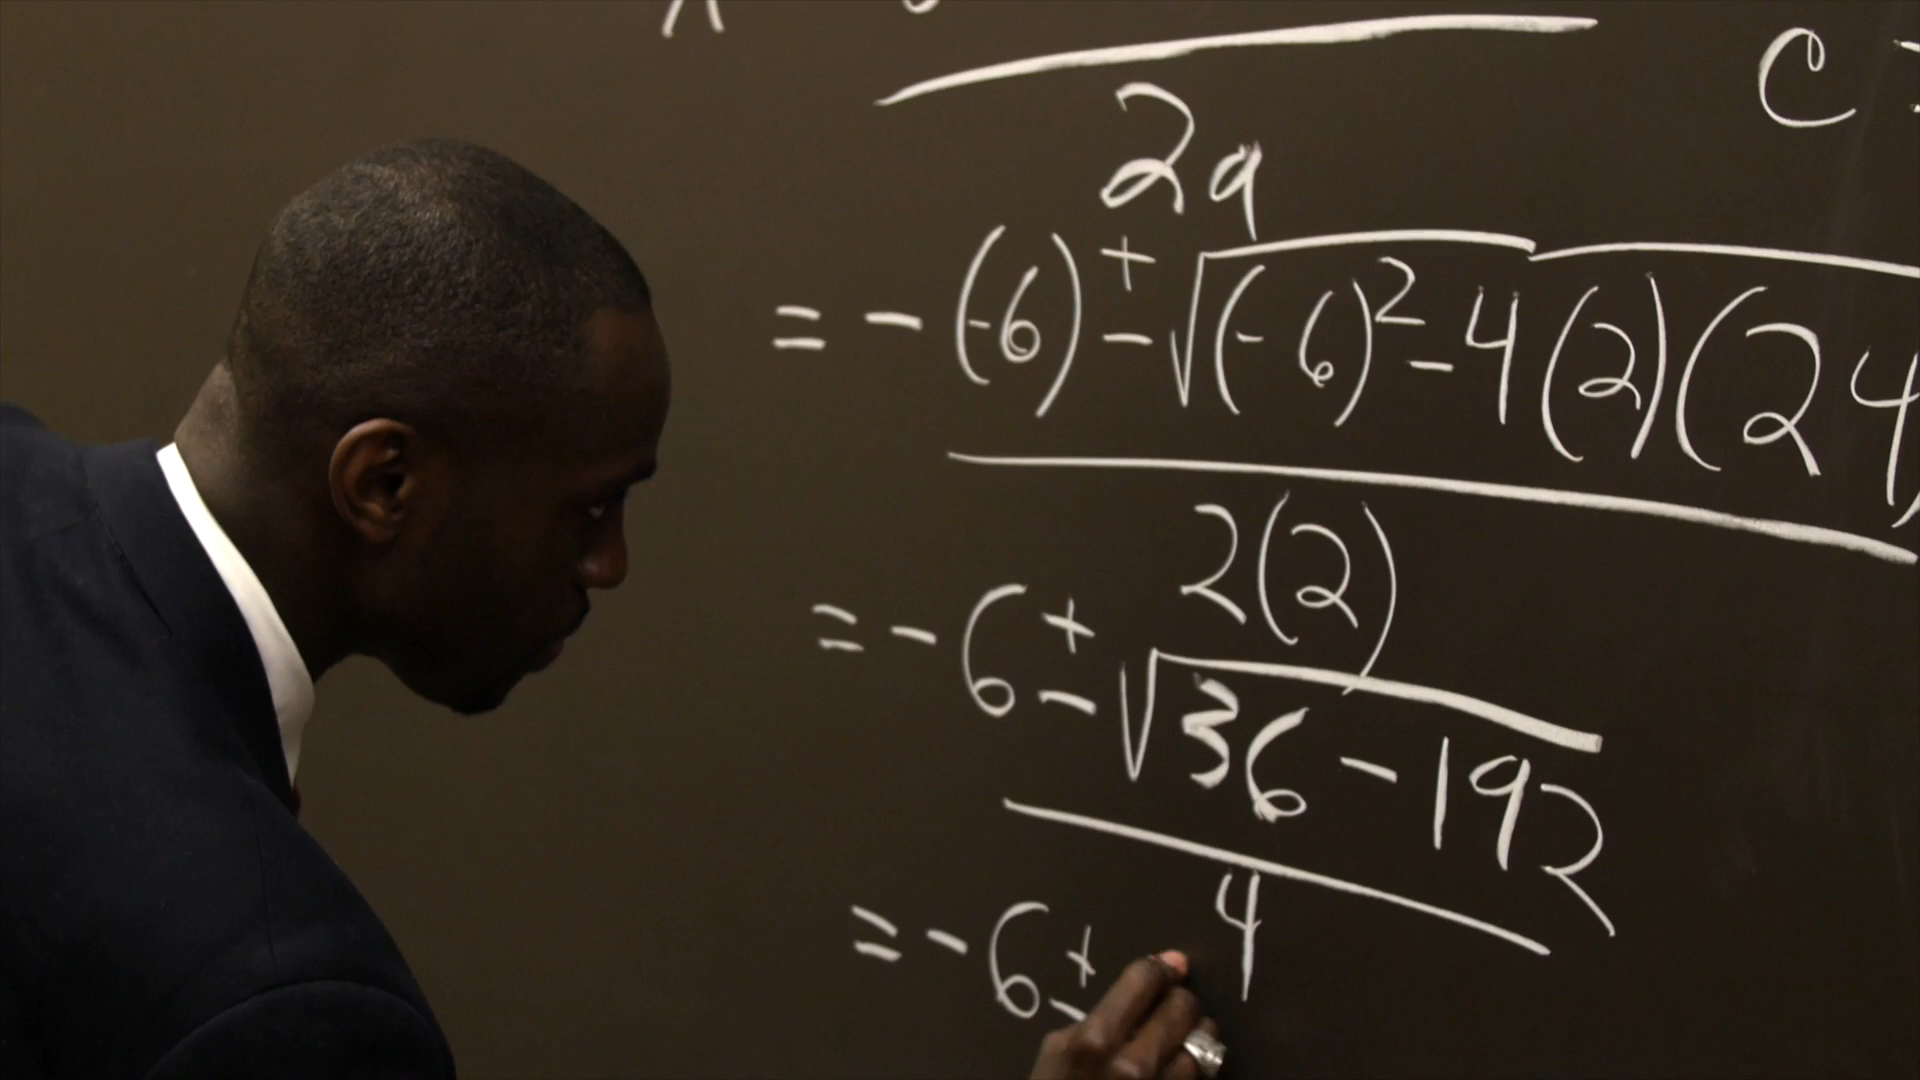 2a
c =
= -(-6) ± √(-6)² - 4(2)(24)
2(2)
= -6 ± √36 - 192
4
= -6 ±